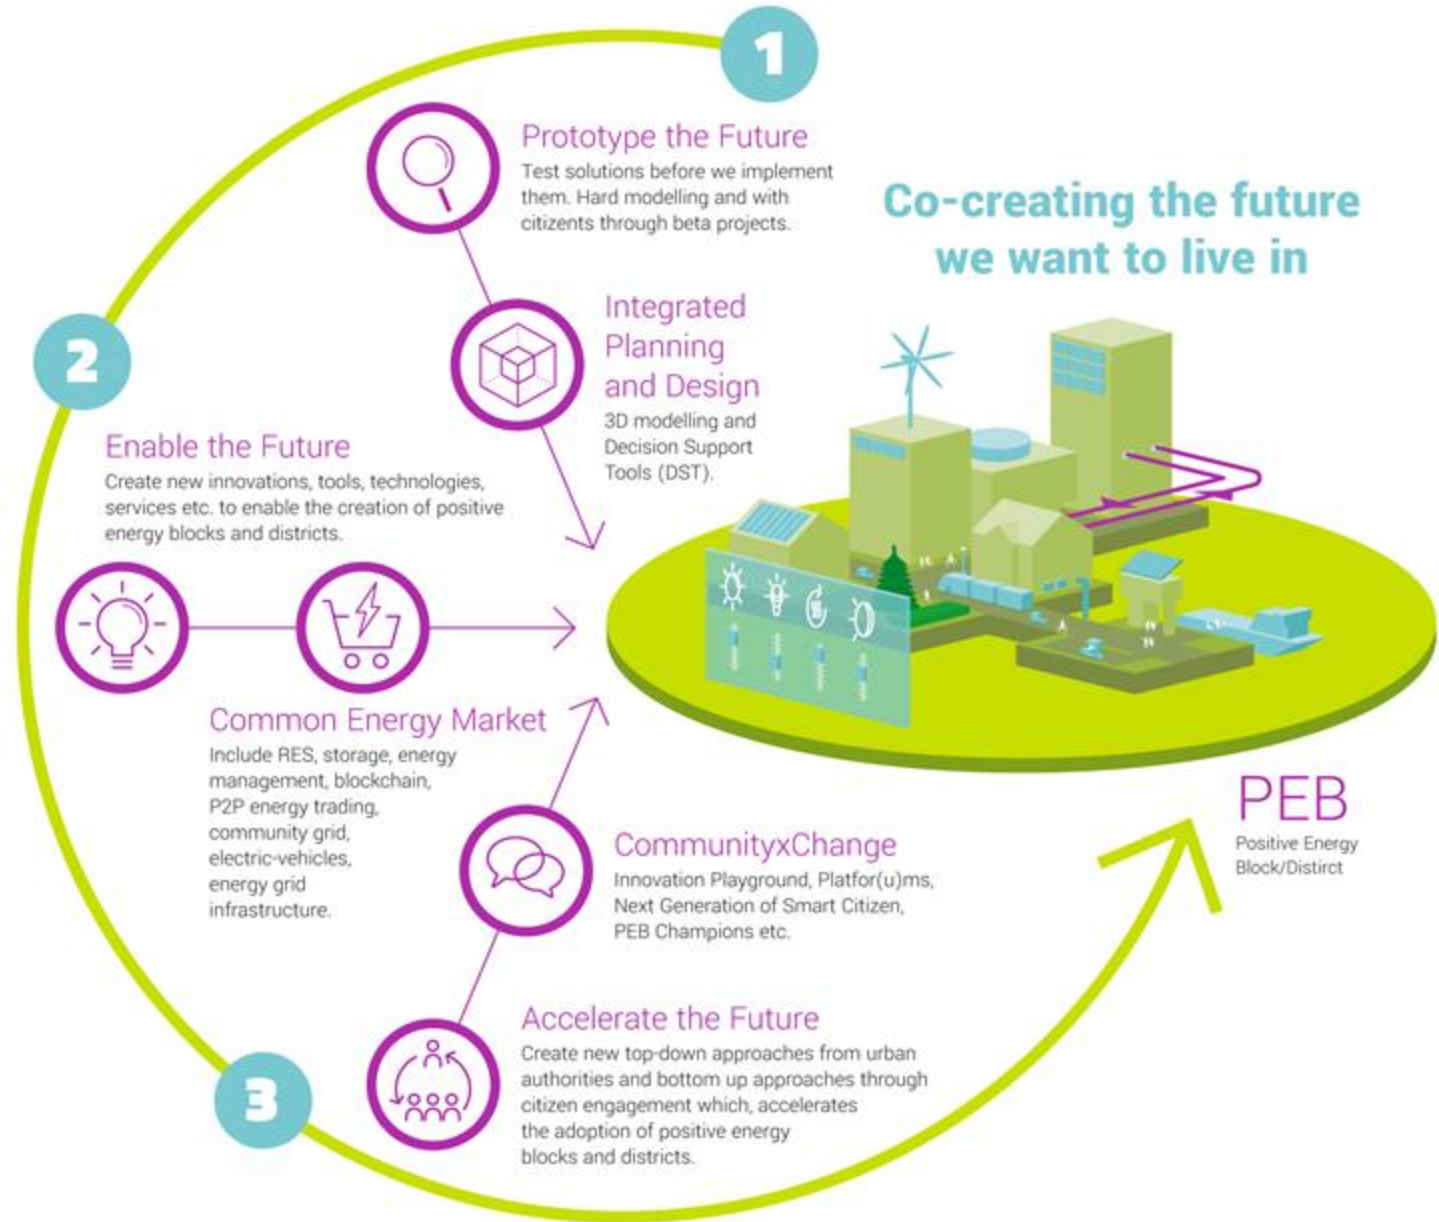 1
Prototype the Future
Test solutions before we implement
them. Hard modelling and with
citizents through beta projects.
Co-creating the future
we want to live in
Integrated
Planning
and Design
3D modelling and
Decision Support
Tools (DST).
2
Enable the Future
Create new innovations, tools, technologies,
services etc. to enable the creation of positive
energy blocks and districts.
Common Energy Market
Include RES, storage, energy
management, blockchain,
P2P energy trading,
community grid,
electric-vehicles,
energy grid
infrastructure.
PEB
Positive Energy
Block/Distirct
CommunityxChange
Innovation Playground, Platfor(u)ms,
Next Generation of Smart Citizen,
PEB Champions etc.
3
Accelerate the Future
Create new top-down approaches from urban
authorities and bottom up approaches through
citizen engagement which, accelerates
the adoption of positive energy
blocks and districts.